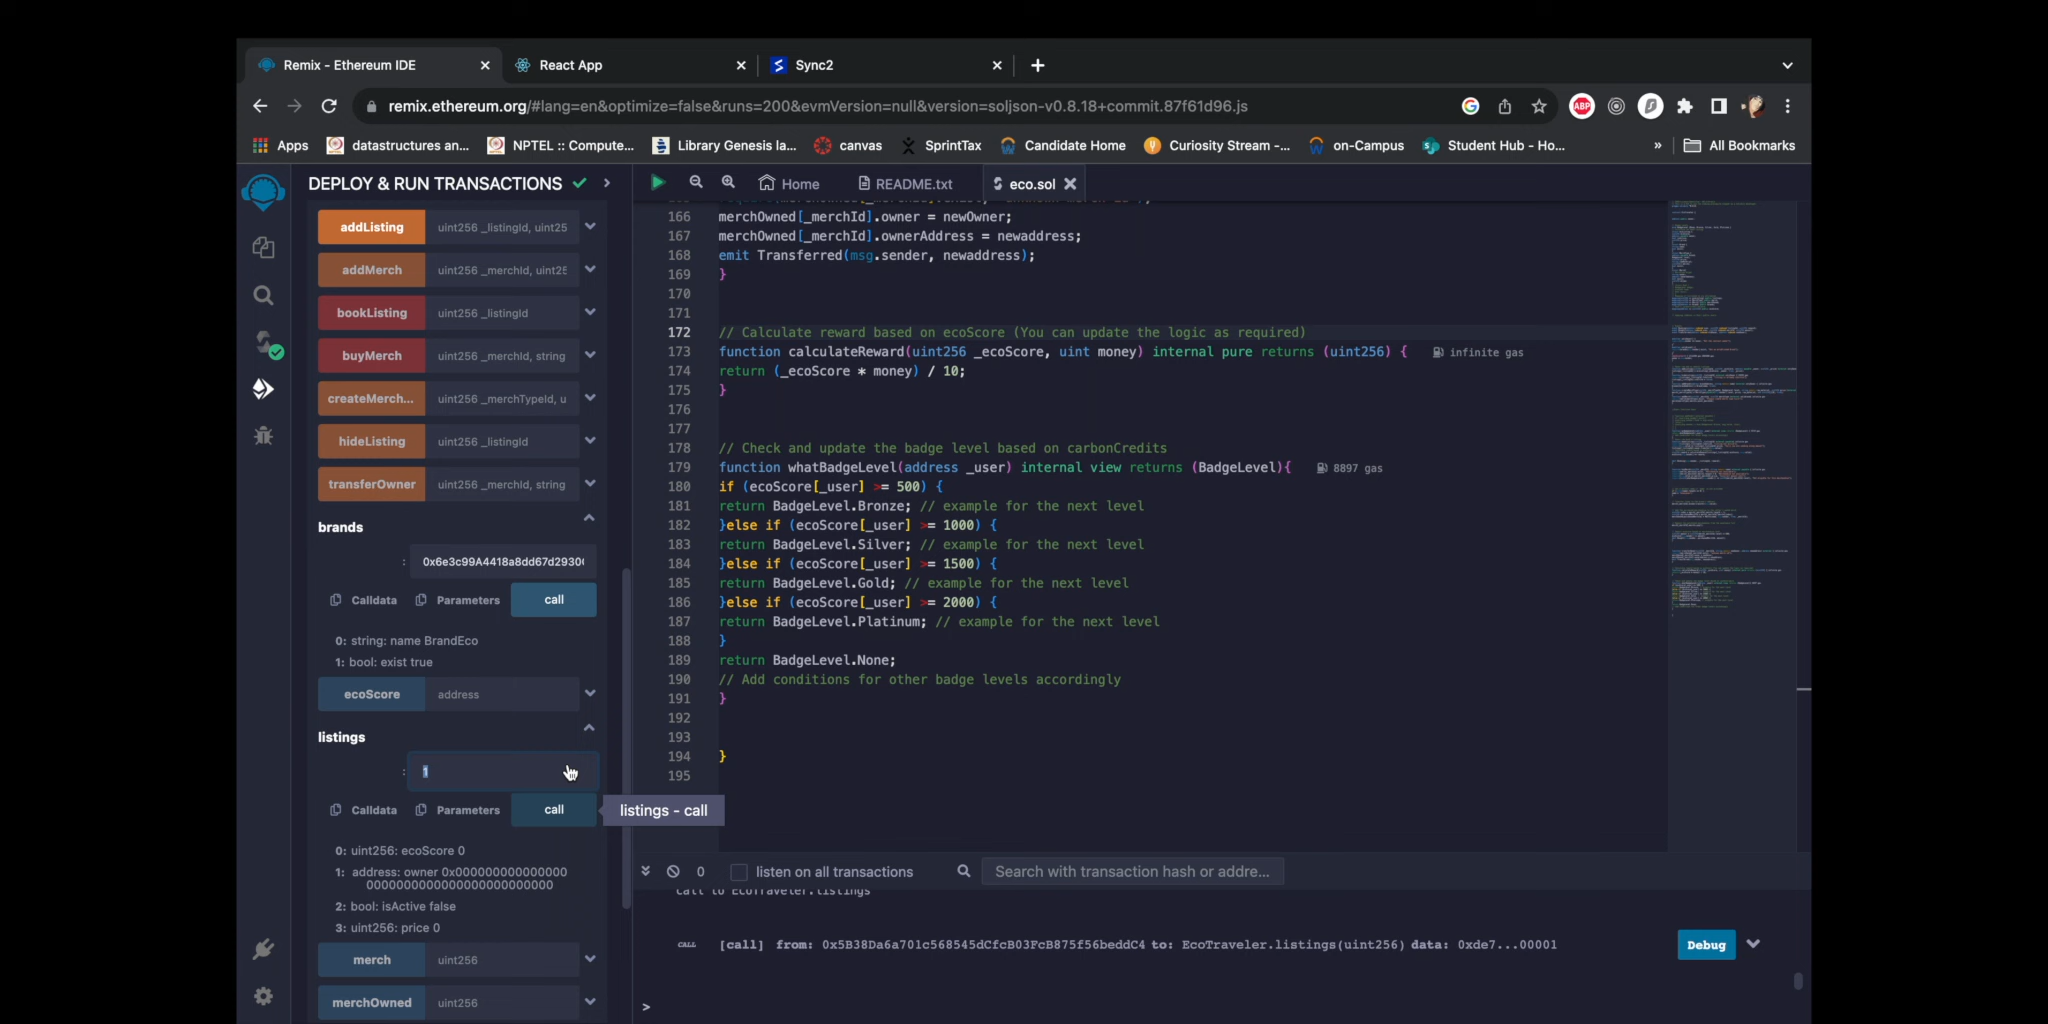 Remix - Ethereum IDE
React App
Sync2
remix.ethereum.org/#lang=en&optimize=false&runs=200&evmVersion=null&version=soljson-v0.8.18+commit.87f61d96.js
ABP
Apps
datastructures an...
NPTEL :: Compute...
Library Genesis la...
canvas
SprintTax
Candidate Home
Curiosity Stream -...
on-Campus
Student Hub - Ho...
»
All Bookmarks
DEPLOY & RUN TRANSACTIONS
Home
README.txt
eco.sol
addListing uint256 _listingId, uint25
addMerch uint256 _merchId, uint25
bookListing uint256 _listingId
buyMerch uint256 _merchId, string
createMerch... uint256 _merchTypeId, u
hideListing uint256 _listingId
transferOwner uint256 _merchId, string
brands
: 0x6e3c99A4418a8dd67d2930
Calldata Parameters call
0: string: name BrandEco
1: bool: exist true
ecoScore address
listings
: 1
Calldata Parameters call
listings - call
0: uint256: ecoScore 0
1: address: owner 0x000000000000000
0000000000000000000000000
2: bool: isActive false
3: uint256: price 0
merch uint256
merchOwned uint256
166 merchOwned[_merchId].owner = newOwner;
167 merchOwned[_merchId].ownerAddress = newaddress;
168 emit Transferred(msg.sender, newaddress);
169 }
170
171
172 // Calculate reward based on ecoScore (You can update the logic as required)
173 function calculateReward(uint256 _ecoScore, uint money) internal pure returns (uint256) { infinite gas
174 return (_ecoScore * money) / 10;
175 }
176
177
178 // Check and update the badge level based on carbonCredits
179 function whatBadgeLevel(address _user) internal view returns (BadgeLevel){ 8897 gas
180 if (ecoScore[_user] >= 500) {
181 return BadgeLevel.Bronze; // example for the next level
182 }else if (ecoScore[_user] >= 1000) {
183 return BadgeLevel.Silver; // example for the next level
184 }else if (ecoScore[_user] >= 1500) {
185 return BadgeLevel.Gold; // example for the next level
186 }else if (ecoScore[_user] >= 2000) {
187 return BadgeLevel.Platinum; // example for the next level
188 }
189 return BadgeLevel.None;
190 // Add conditions for other badge levels accordingly
191 }
192
193
194 }
195
0 listen on all transactions Search with transaction hash or addre...
call to EcoTraveler.listings
CALL [call] from: 0x5B38Da6a701c568545dCfcB03FcB875f56beddC4 to: EcoTraveler.listings(uint256) data: 0xde7...00001
Debug
>